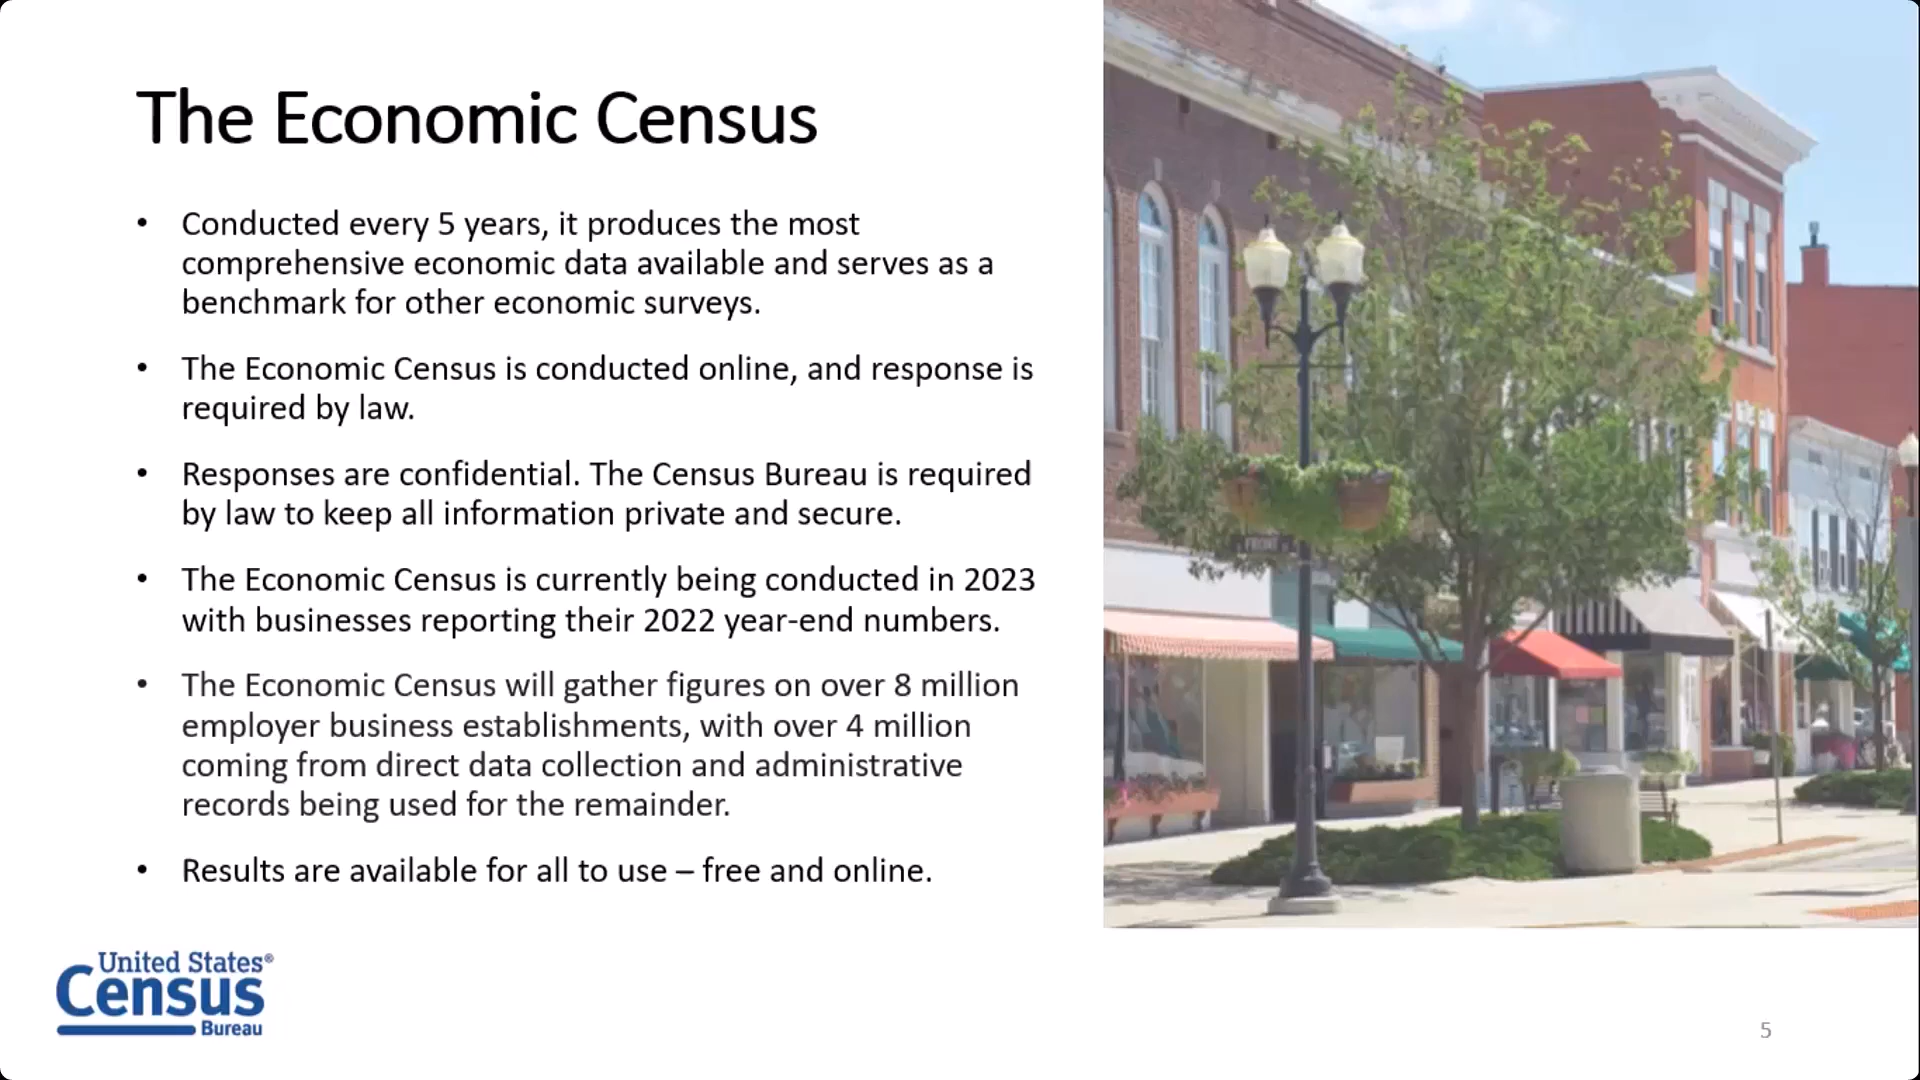 The Economic Census
• Conducted every 5 years, it produces the most
comprehensive economic data available and serves as a
benchmark for other economic surveys.
• The Economic Census is conducted online, and response is
required by law.
• Responses are confidential. The Census Bureau is required
by law to keep all information private and secure.
• The Economic Census is currently being conducted in 2023
with businesses reporting their 2022 year-end numbers.
• The Economic Census will gather figures on over 8 million
employer business establishments, with over 4 million
coming from direct data collection and administrative
records being used for the remainder.
• Results are available for all to use – free and online.
FRONT
United States®
Census
Bureau
5